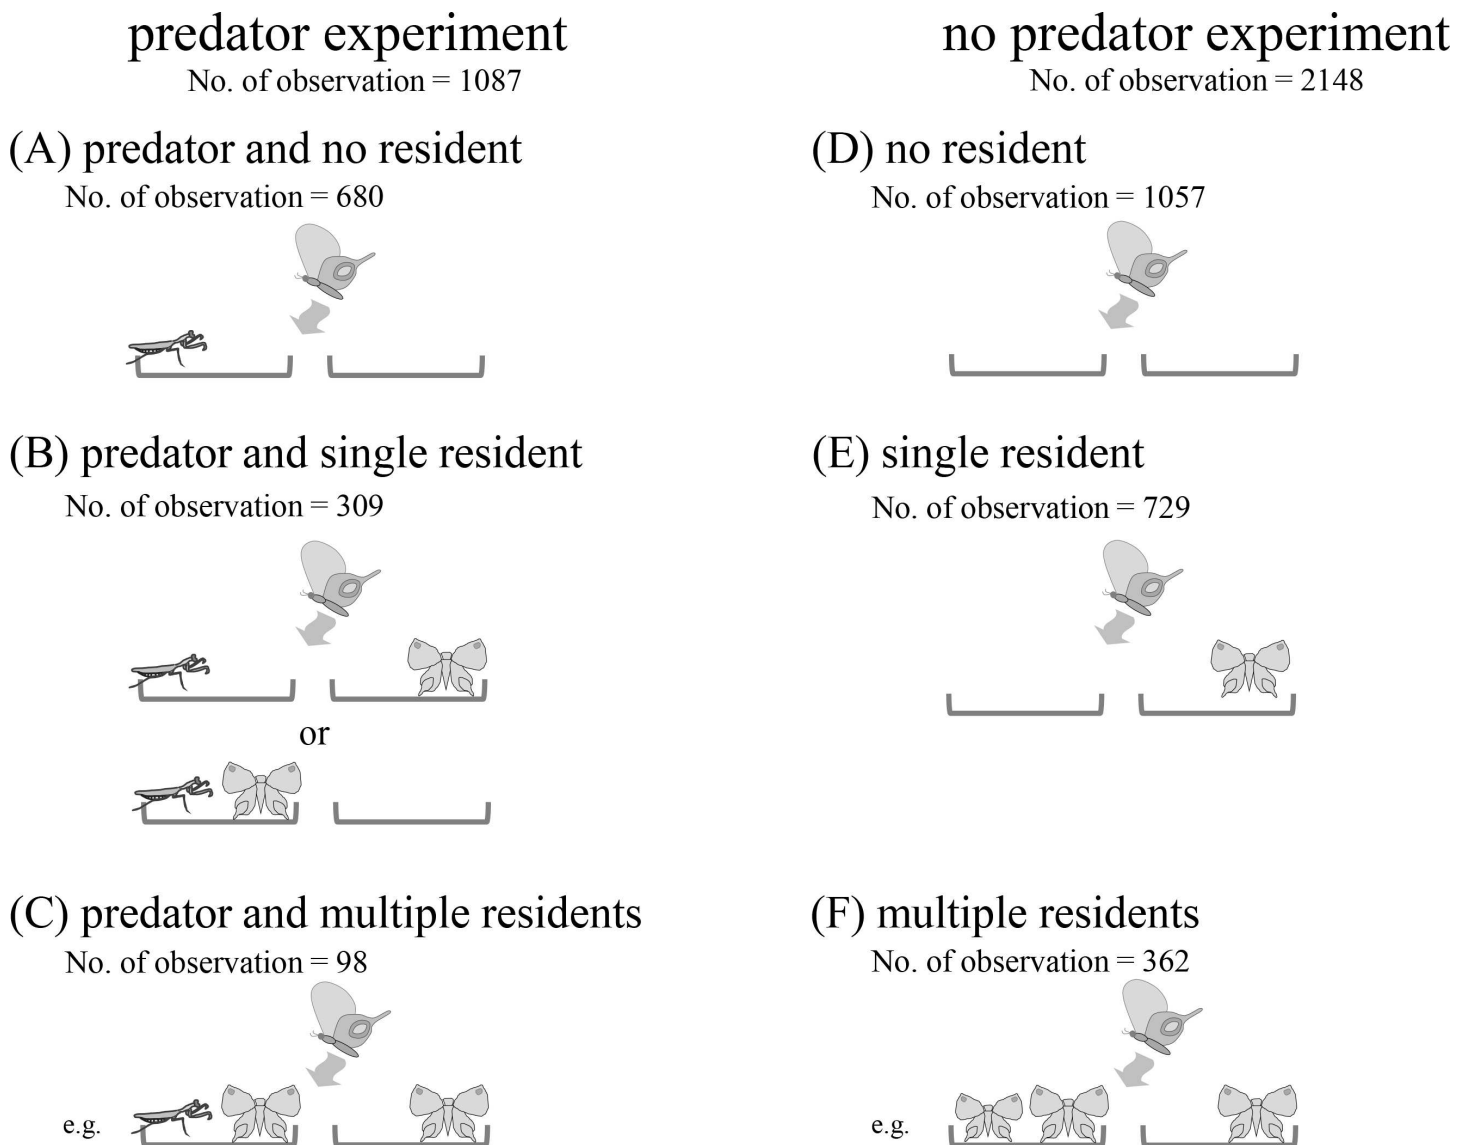 predator experiment
No. of observation = 1087
(A) predator and no resident
No. of observation = 680
(B) predator and single resident
No. of observation = 309
or
(C) predator and multiple residents
No. of observation = 98
e.g.
no predator experiment
No. of observation = 2148
(D) no resident
No. of observation = 1057
(E) single resident
No. of observation = 729
(F) multiple residents
No. of observation = 362
e.g.